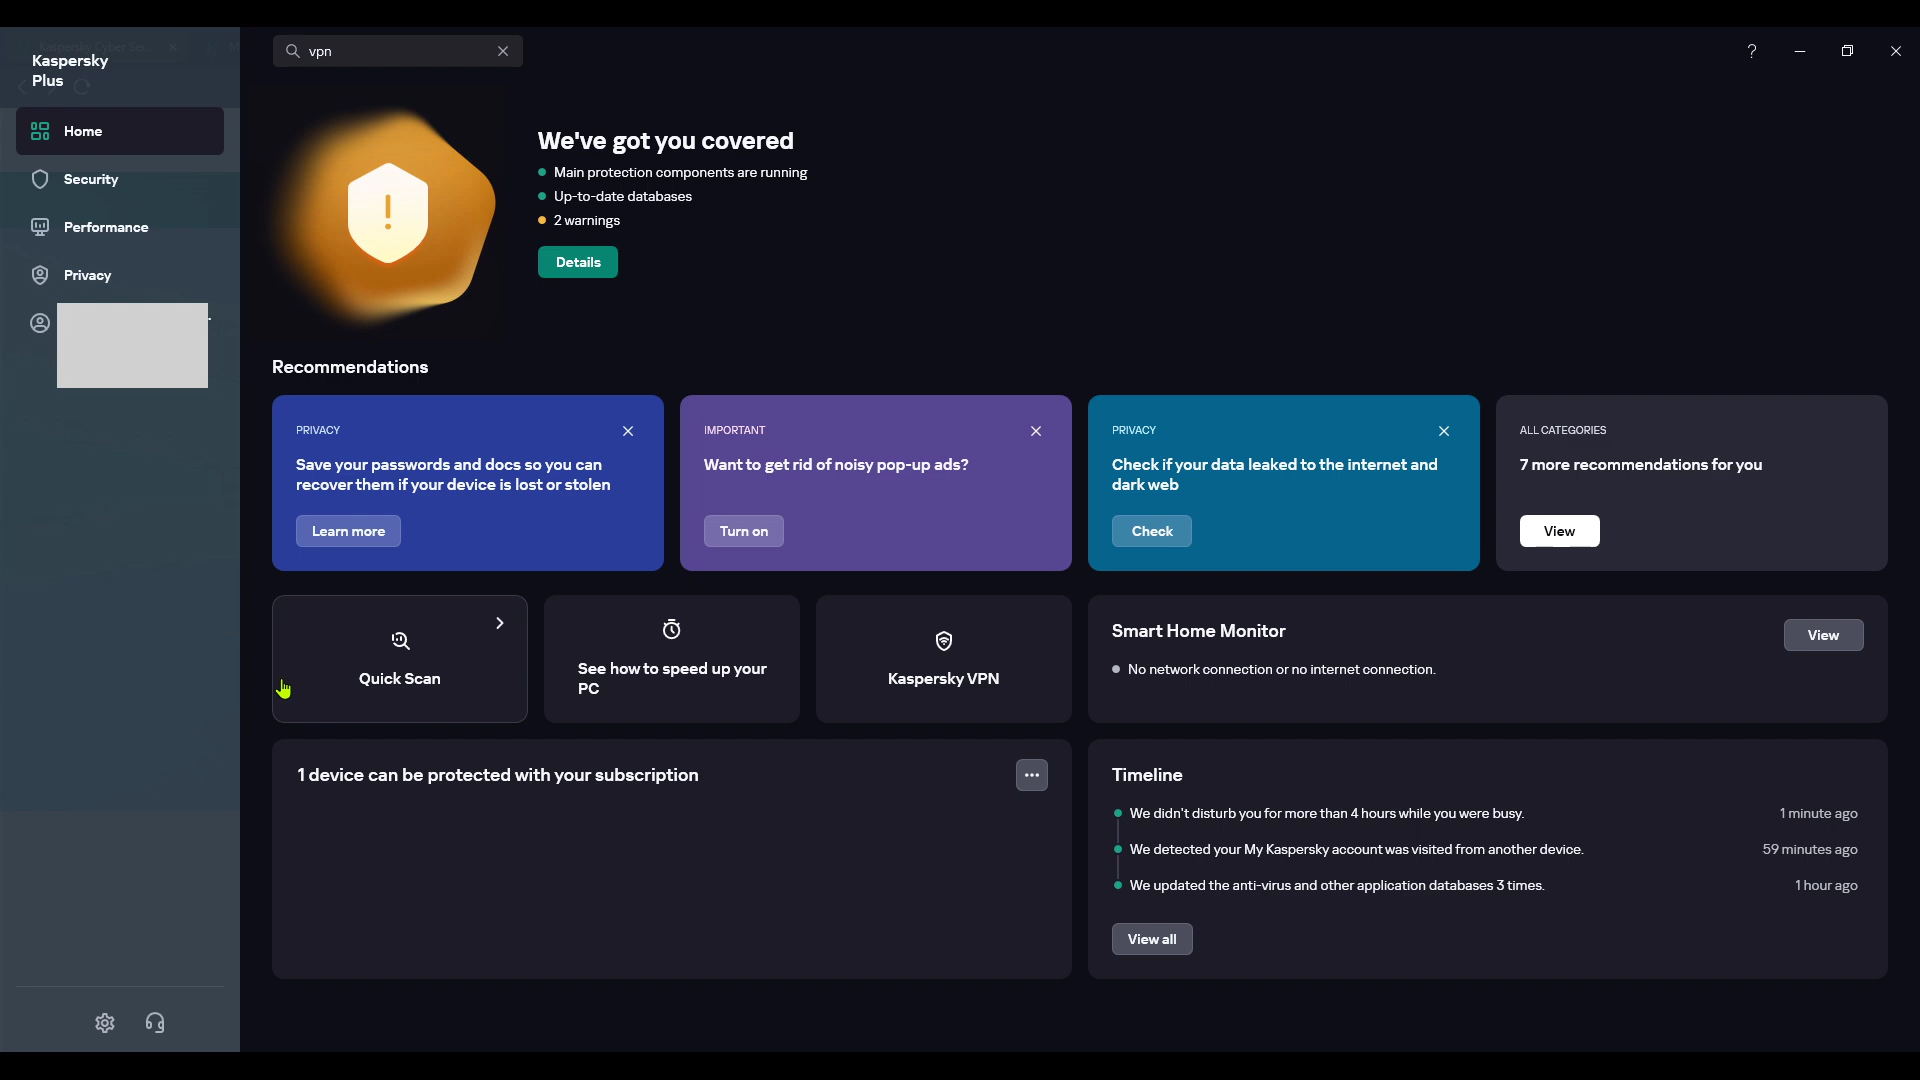 Kaspersky
Plus
vpn
?
Home
Security
Performance
Privacy
We've got you covered
Main protection components are running
Up-to-date databases
2 warnings
Details
Recommendations
PRIVACY
Save your passwords and docs so you can
recover them if your device is lost or stolen
Learn more
IMPORTANT
Want to get rid of noisy pop-up ads?
Turn on
PRIVACY
Check if your data leaked to the internet and
dark web
Check
ALL CATEGORIES
7 more recommendations for you
View
Quick Scan
See how to speed up your
PC
Kaspersky VPN
Smart Home Monitor
View
No network connection or no internet connection.
1 device can be protected with your subscription
Timeline
We didn't disturb you for more than 4 hours while you were busy.
1 minute ago
We detected your My Kaspersky account was visited from another device.
59 minutes ago
We updated the anti-virus and other application databases 3 times.
1 hour ago
View all